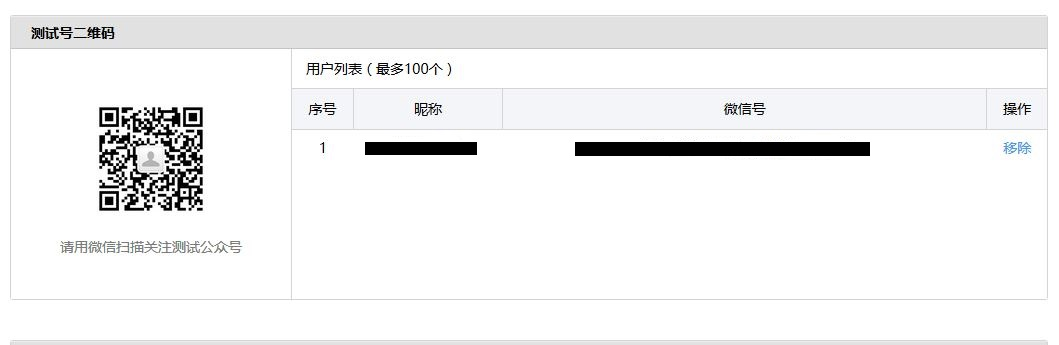 测试号二维码
用户列表（最多100个）
序号 昵称 微信号 操作
1 移除
请用微信扫描关注测试公众号